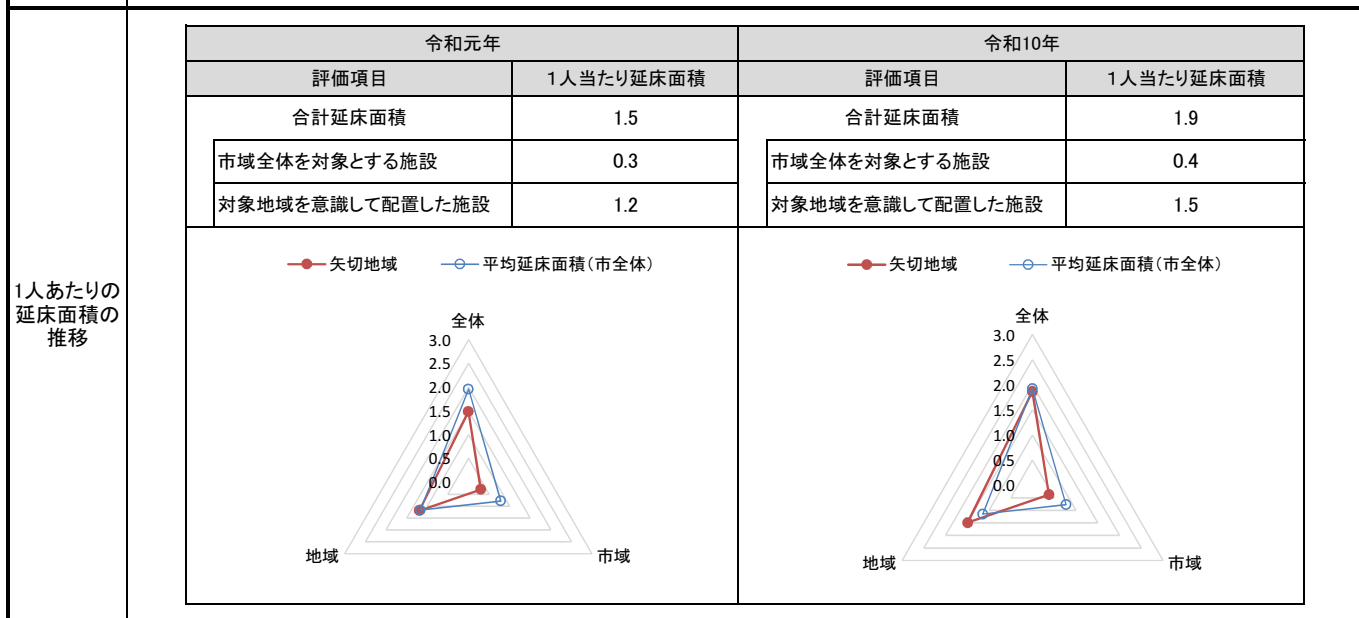 令和元年
令和10年
評価項目
1人当たり延床面積
評価項目
1人当たり延床面積
合計延床面積
1.5
合計延床面積
1.9
市域全体を対象とする施設
0.3
市域全体を対象とする施設
0.4
対象地域を意識して配置した施設
1.2
対象地域を意識して配置した施設
1.5
1人あたりの
延床面積の
推移
矢切地域
平均延床面積(市全体)
全体
3.0
2.5
2.0
1.5
1.0
0.5
0.0
地域
市域
矢切地域
平均延床面積(市全体)
全体
3.0
2.5
2.0
1.5
1.0
0.5
0.0
地域
市域